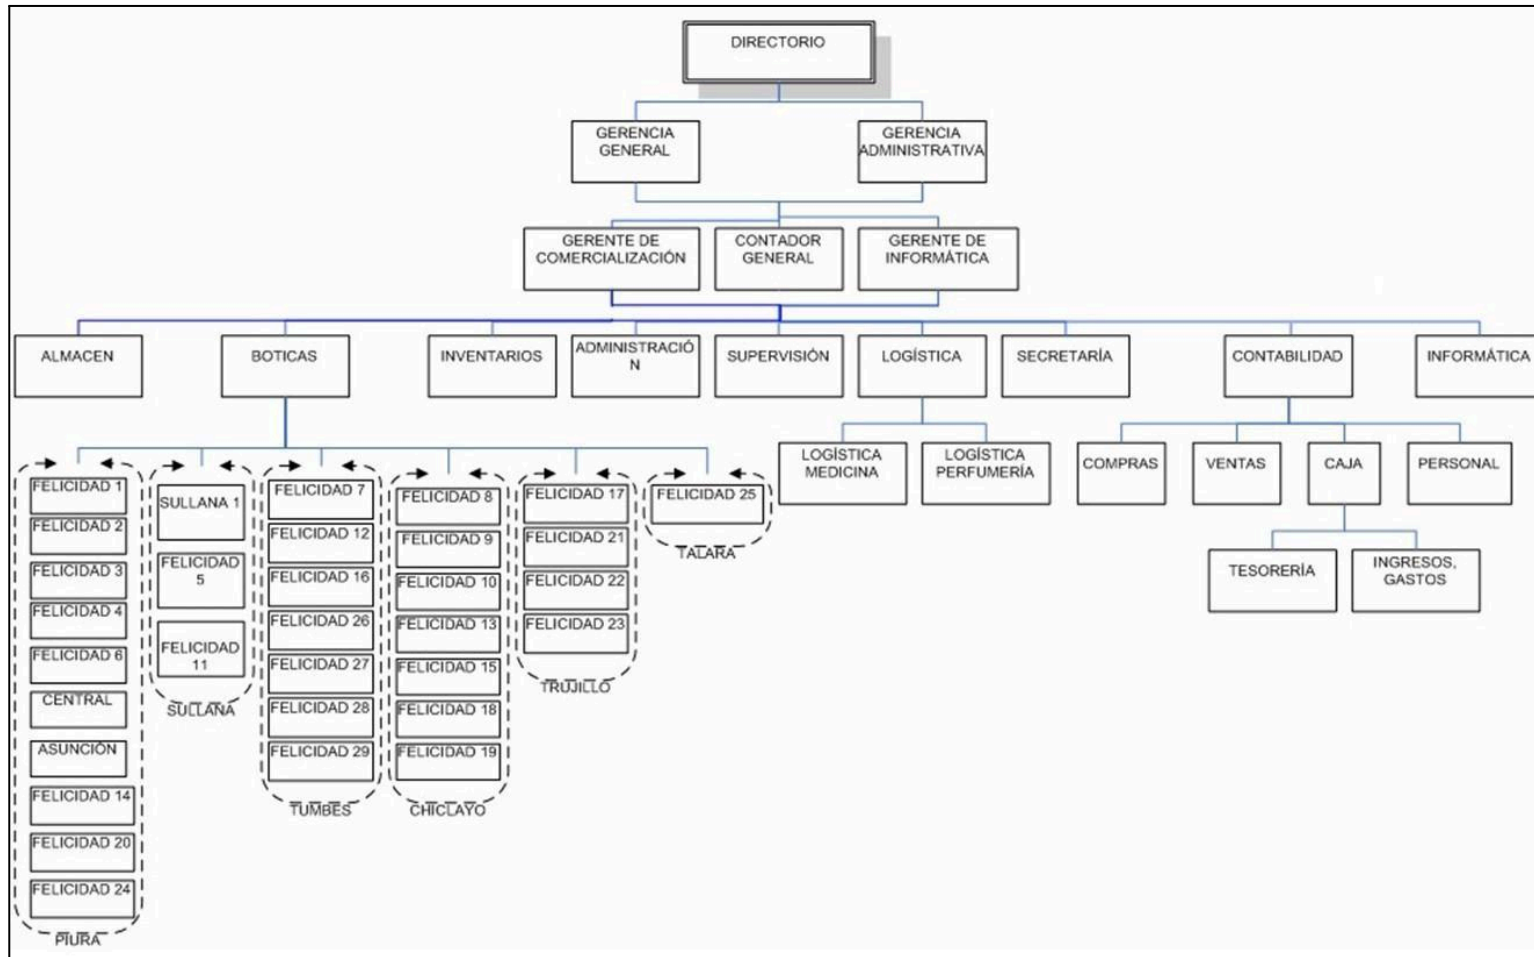 DIRECTORIO
GERENCIA
GENERAL
GERENCIA
ADMINISTRATIVA
GERENTE DE
COMERCIALIZACIÓN
CONTADOR
GENERAL
GERENTE DE
INFORMÁTICA
ALMACEN
BOTICAS
INVENTARIOS
ADMINISTRACIÓ
N
SUPERVISIÓN
LOGÍSTICA
SECRETARÍA
CONTABILIDAD
INFORMÁTICA
FELICIDAD 1
FELICIDAD 2
FELICIDAD 3
FELICIDAD 4
FELICIDAD 6
CENTRAL
ASUNCIÓN
FELICIDAD 14
FELICIDAD 20
FELICIDAD 24
PIURA
SULLANA 1
FELICIDAD
5
FELICIDAD
11
SULLANA
FELICIDAD 7
FELICIDAD 12
FELICIDAD 16
FELICIDAD 26
FELICIDAD 27
FELICIDAD 28
FELICIDAD 29
TUMBES
FELICIDAD 8
FELICIDAD 9
FELICIDAD 10
FELICIDAD 13
FELICIDAD 15
FELICIDAD 18
FELICIDAD 19
CHICLAYO
FELICIDAD 17
FELICIDAD 21
FELICIDAD 22
FELICIDAD 23
TRUJILLO
FELICIDAD 25
TALARA
LOGÍSTICA
MEDICINA
LOGÍSTICA
PERFUMERÍA
COMPRAS
VENTAS
CAJA
PERSONAL
TESORERÍA
INGRESOS,
GASTOS